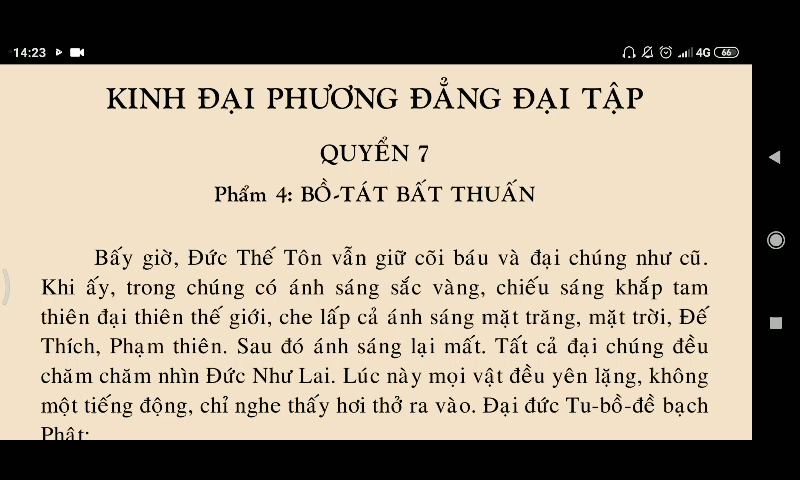 14:23
4G 66
KINH ĐẠI PHƯƠNG ĐẲNG ĐẠI TẬP
QUYỂN 7
Phẩm 4: BỒ-TÁT BẤT THUẤN
Bấy giờ, Đức Thế Tôn vẫn giữ cõi báu và đại chúng như cũ.
Khi ấy, trong chúng có ánh sáng sắc vàng, chiếu sáng khắp tam
thiên đại thiên thế giới, che lấp cả ánh sáng mặt trăng, mặt trời, Đế
Thích, Phạm thiên. Sau đó ánh sáng lại mất. Tất cả đại chúng đều
chăm chăm nhìn Đức Như Lai. Lúc này mọi vật đều yên lặng, không
một tiếng động, chỉ nghe thấy hơi thở ra vào. Đại đức Tu-bồ-đề bạch
Phật: